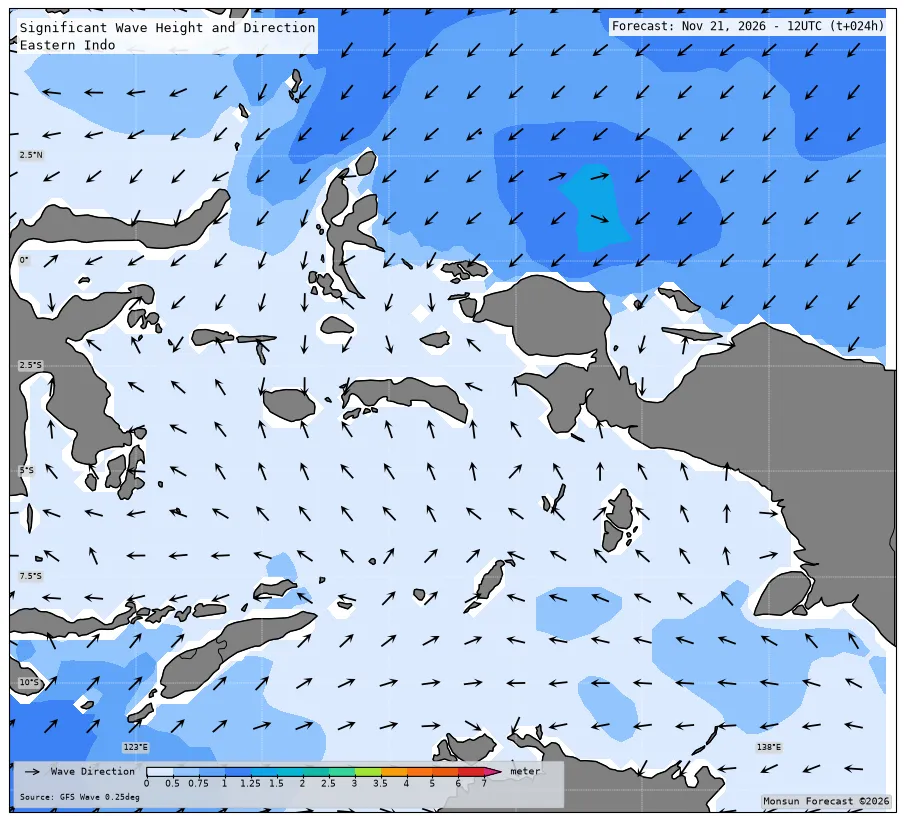 Significant Wave Height and Direction
Eastern Indo
Forecast: Nov 21, 2026 - 12UTC (t+024h)
2.5°N
0°
2.5°S
5°S
7.5°S
10°S
123°E
138°E
Wave Direction
meter
0 0.5 0.75 1 1.25 1.5 1.75 2 2.5 3 3.5 4 5 6 7
Source: GFS Wave 0.25deg
Monsun Forecast ©2026